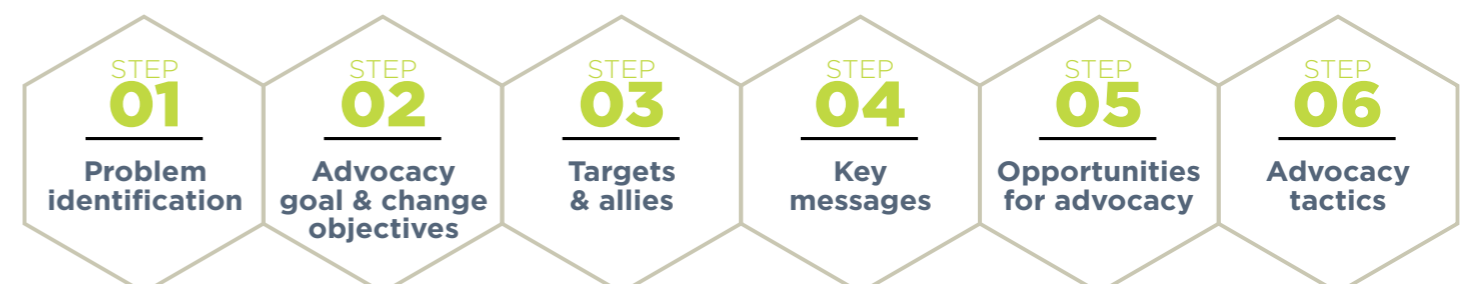 STEP
01
Problem
identification
STEP
02
Advocacy
goal & change
objectives
STEP
03
Targets
& allies
STEP
04
Key
messages
STEP
05
Opportunities
for advocacy
STEP
06
Advocacy
tactics